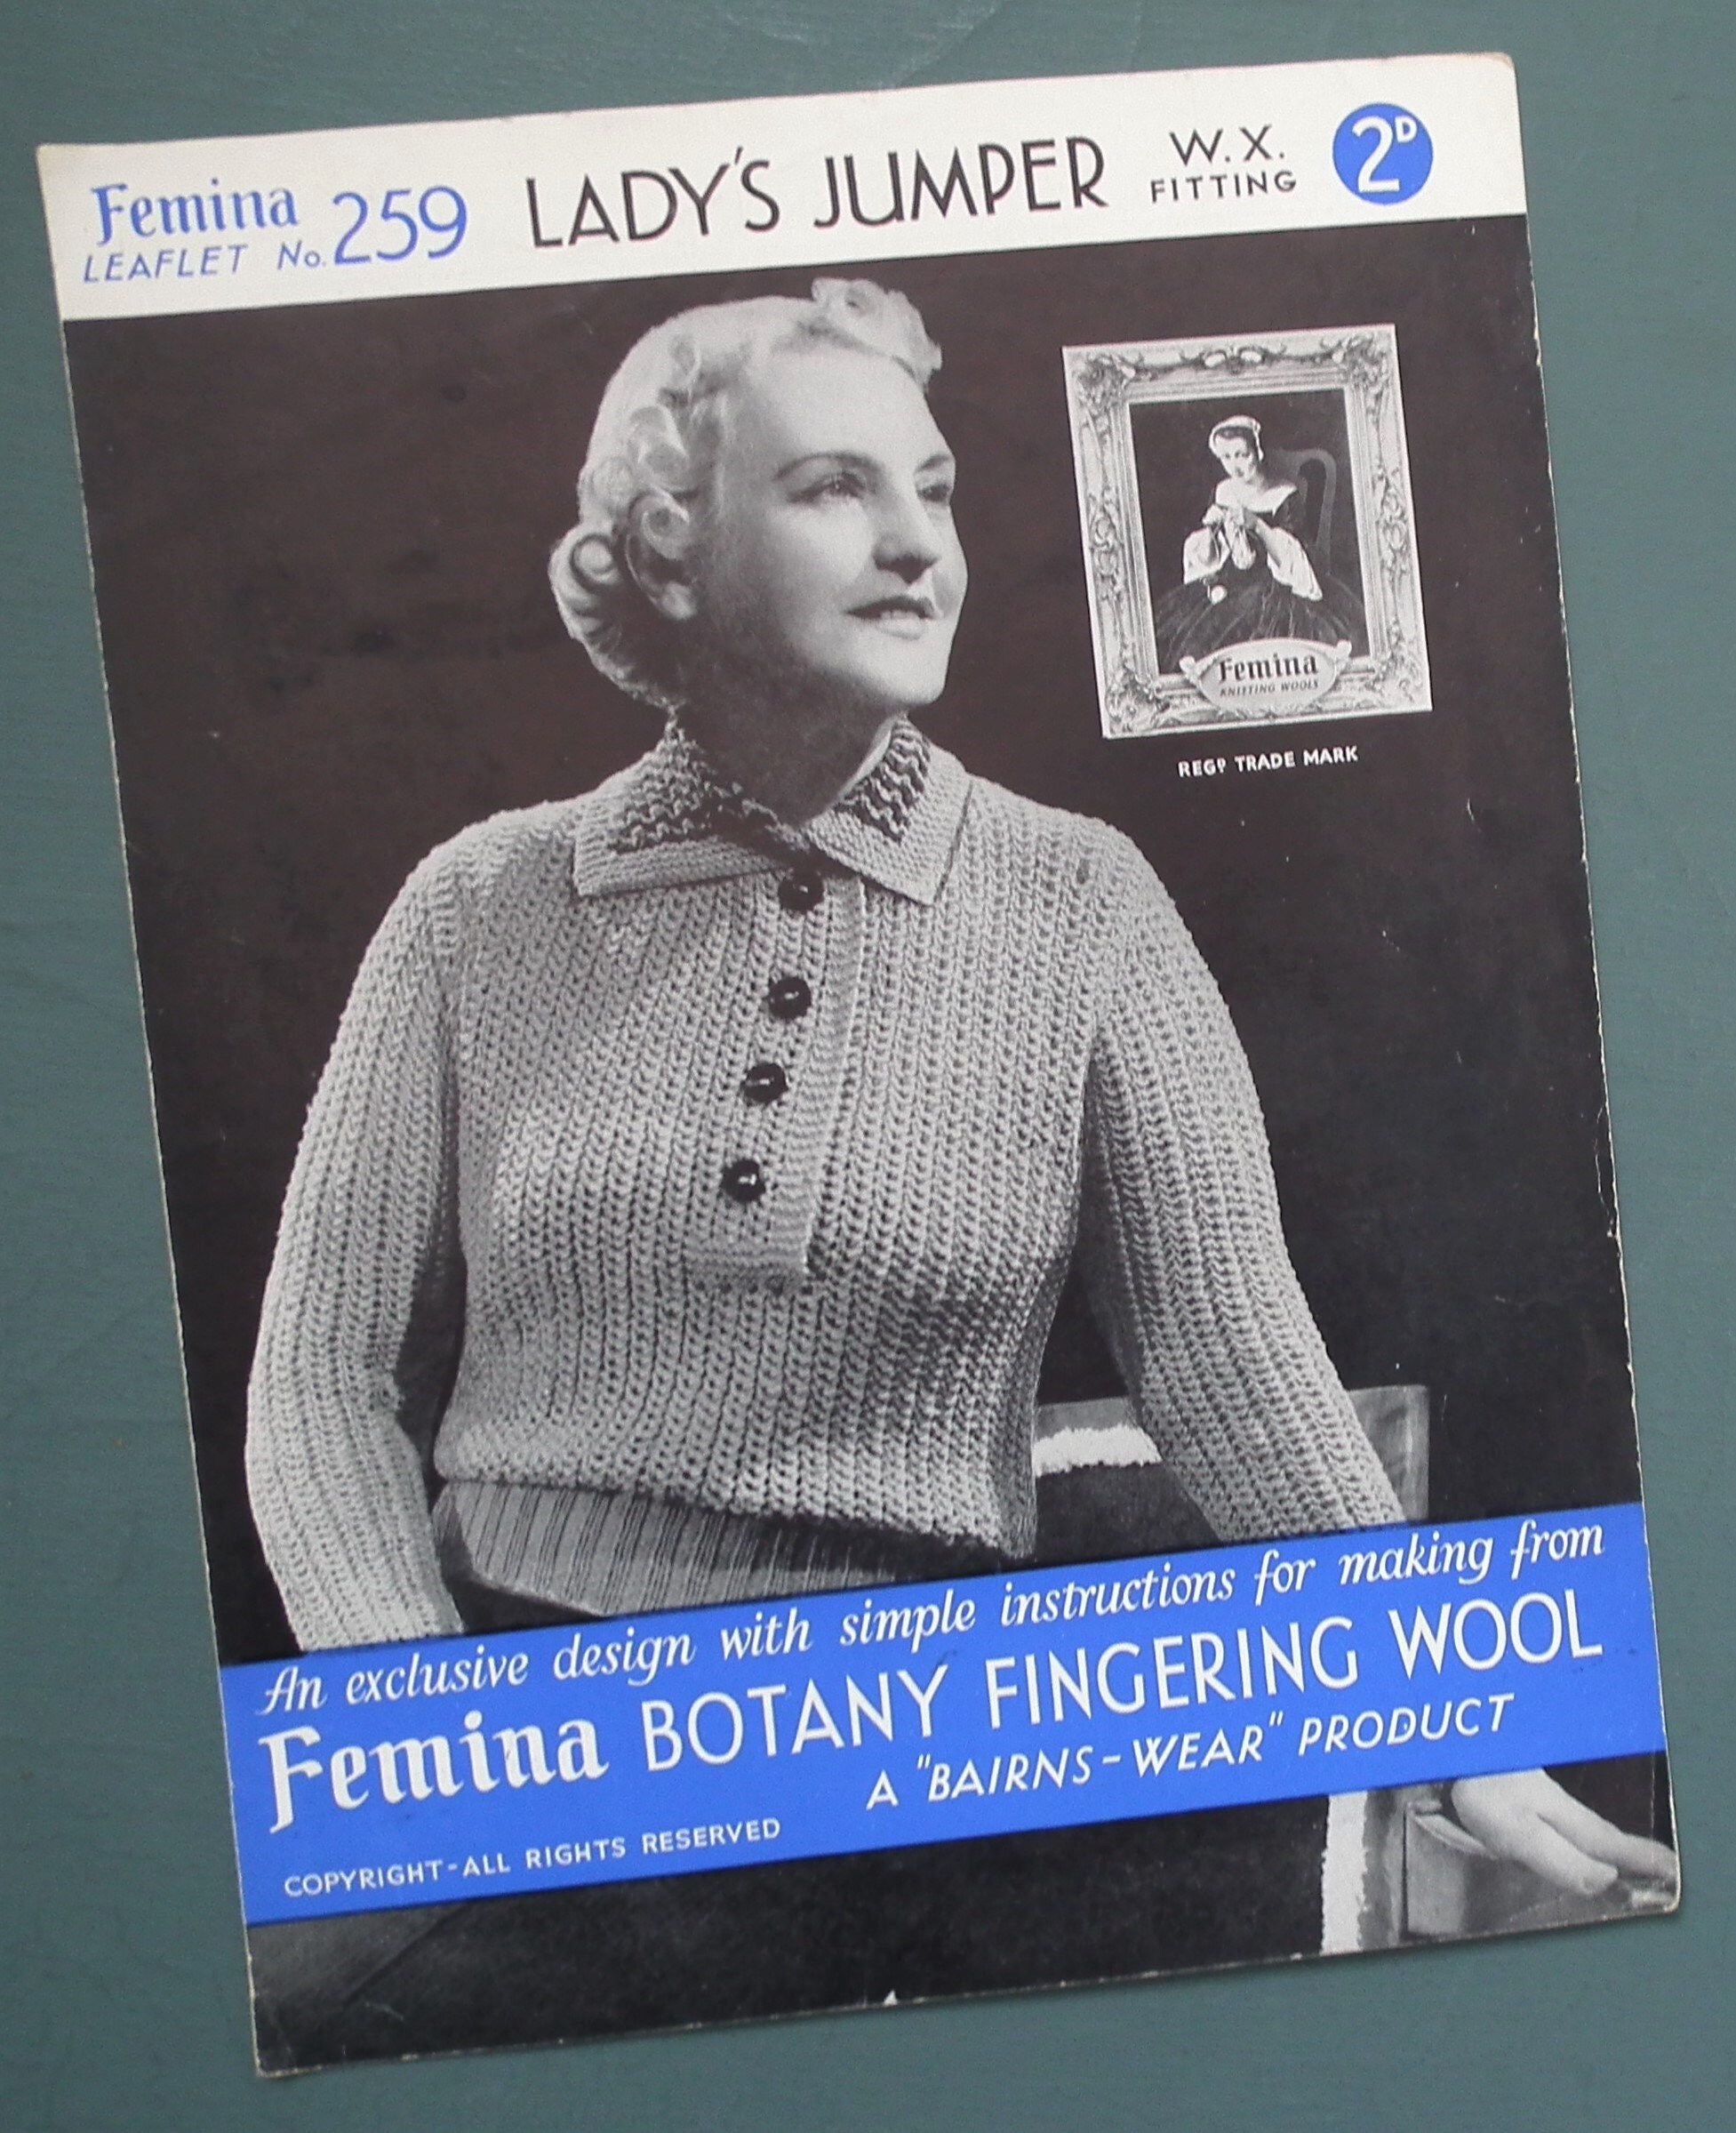 Femina
LEAFLET No. 259
LADY'S JUMPER
W.X.
FITTING
2D
Femina
KNITTING WOOLS
REGD TRADE MARK
An exclusive design with simple instructions for making from
Femina BOTANY FINGERING WOOL
A "BAIRNS-WEAR" PRODUCT
COPYRIGHT-ALL RIGHTS RESERVED